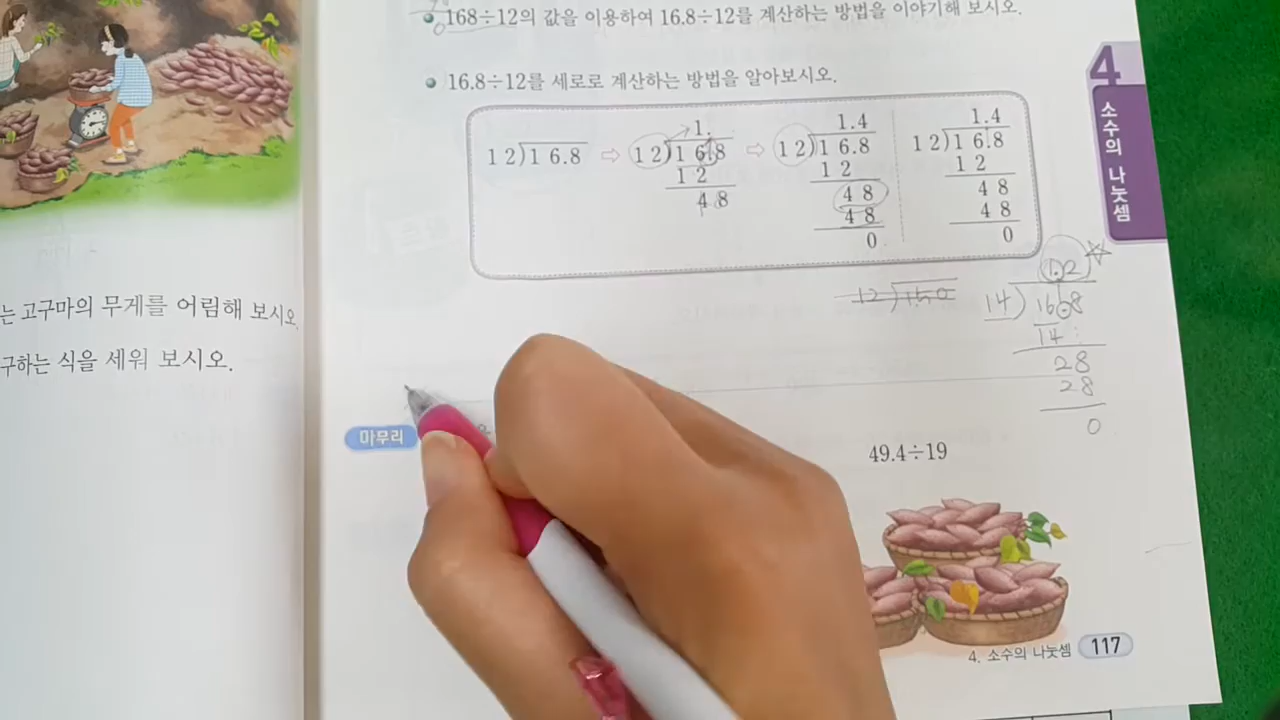 168÷12의 값을 이용하여 16.8÷12를 계산하는 방법을 이야기해 보시오.
16.8÷12를 세로로 계산하는 방법을 알아보시오.
12)16.8 ⇨ 12)16.8 ⇨ 12)16.8 12)16.8
1. 1.4 1.4
12 12 12
48 48 48
48 48
0 0
4
소수의 나눗셈
는 고구마의 무게를 어림해 보시오.
구하는 식을 세워 보시오.
1.2
14)16.8
14
28
28
0
마무리
49.4÷19
4. 소수의 나눗셈 117